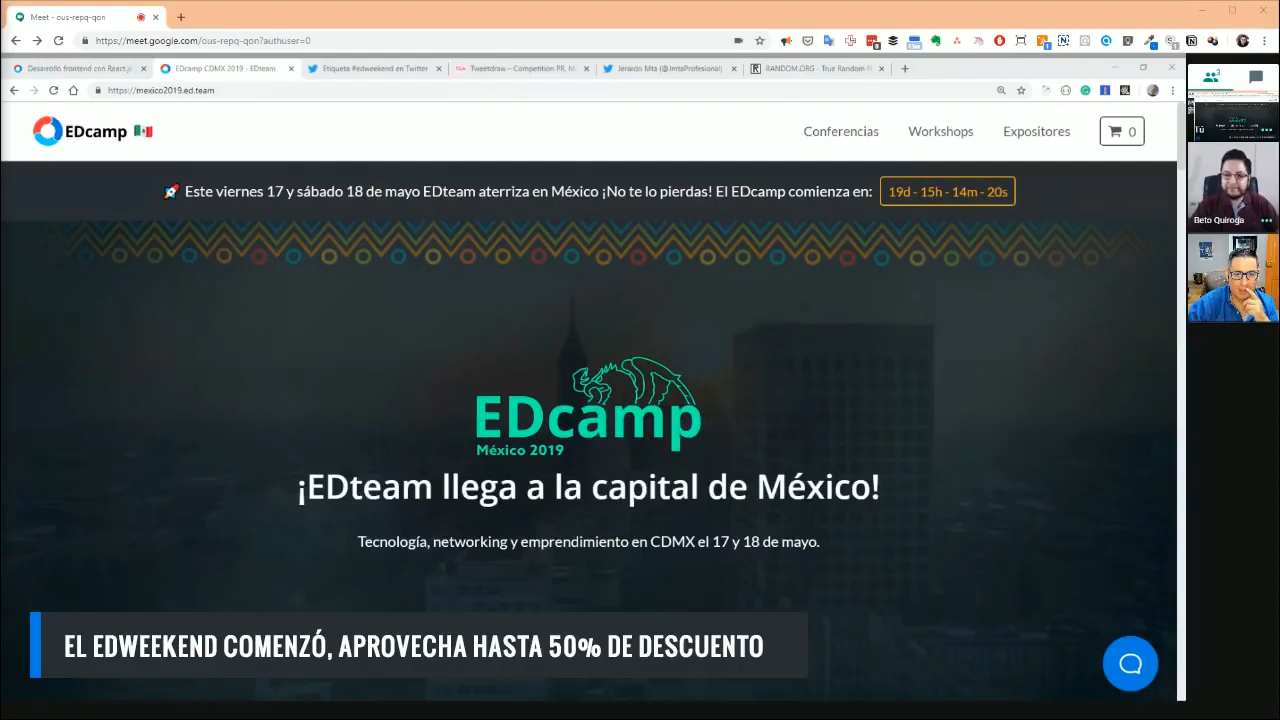 Meet - ous-repq-qon
https://meet.google.com/ous-repq-qon?authuser=0
Desarrollo frontend con React.js
EDcamp CDMX 2019 - EDteam
Etiqueta #edweekend en Twitter
Tweetdraw – Competition PR, M
Jerardo Mta (@JmtaProfesional)
RANDOM.ORG - True Random
https://mexico2019.ed.team
EDcamp
Conferencias
Workshops
Expositores
0
Este viernes 17 y sábado 18 de mayo EDteam aterriza en México ¡No te lo pierdas! El EDcamp comienza en:
19d - 15h - 14m - 20s
EDcamp
México 2019
¡EDteam llega a la capital de México!
Tecnología, networking y emprendimiento en CDMX el 17 y 18 de mayo.
EL EDWEEKEND COMENZÓ, APROVECHA HASTA 50% DE DESCUENTO
3
Tú
Beto Quiroga